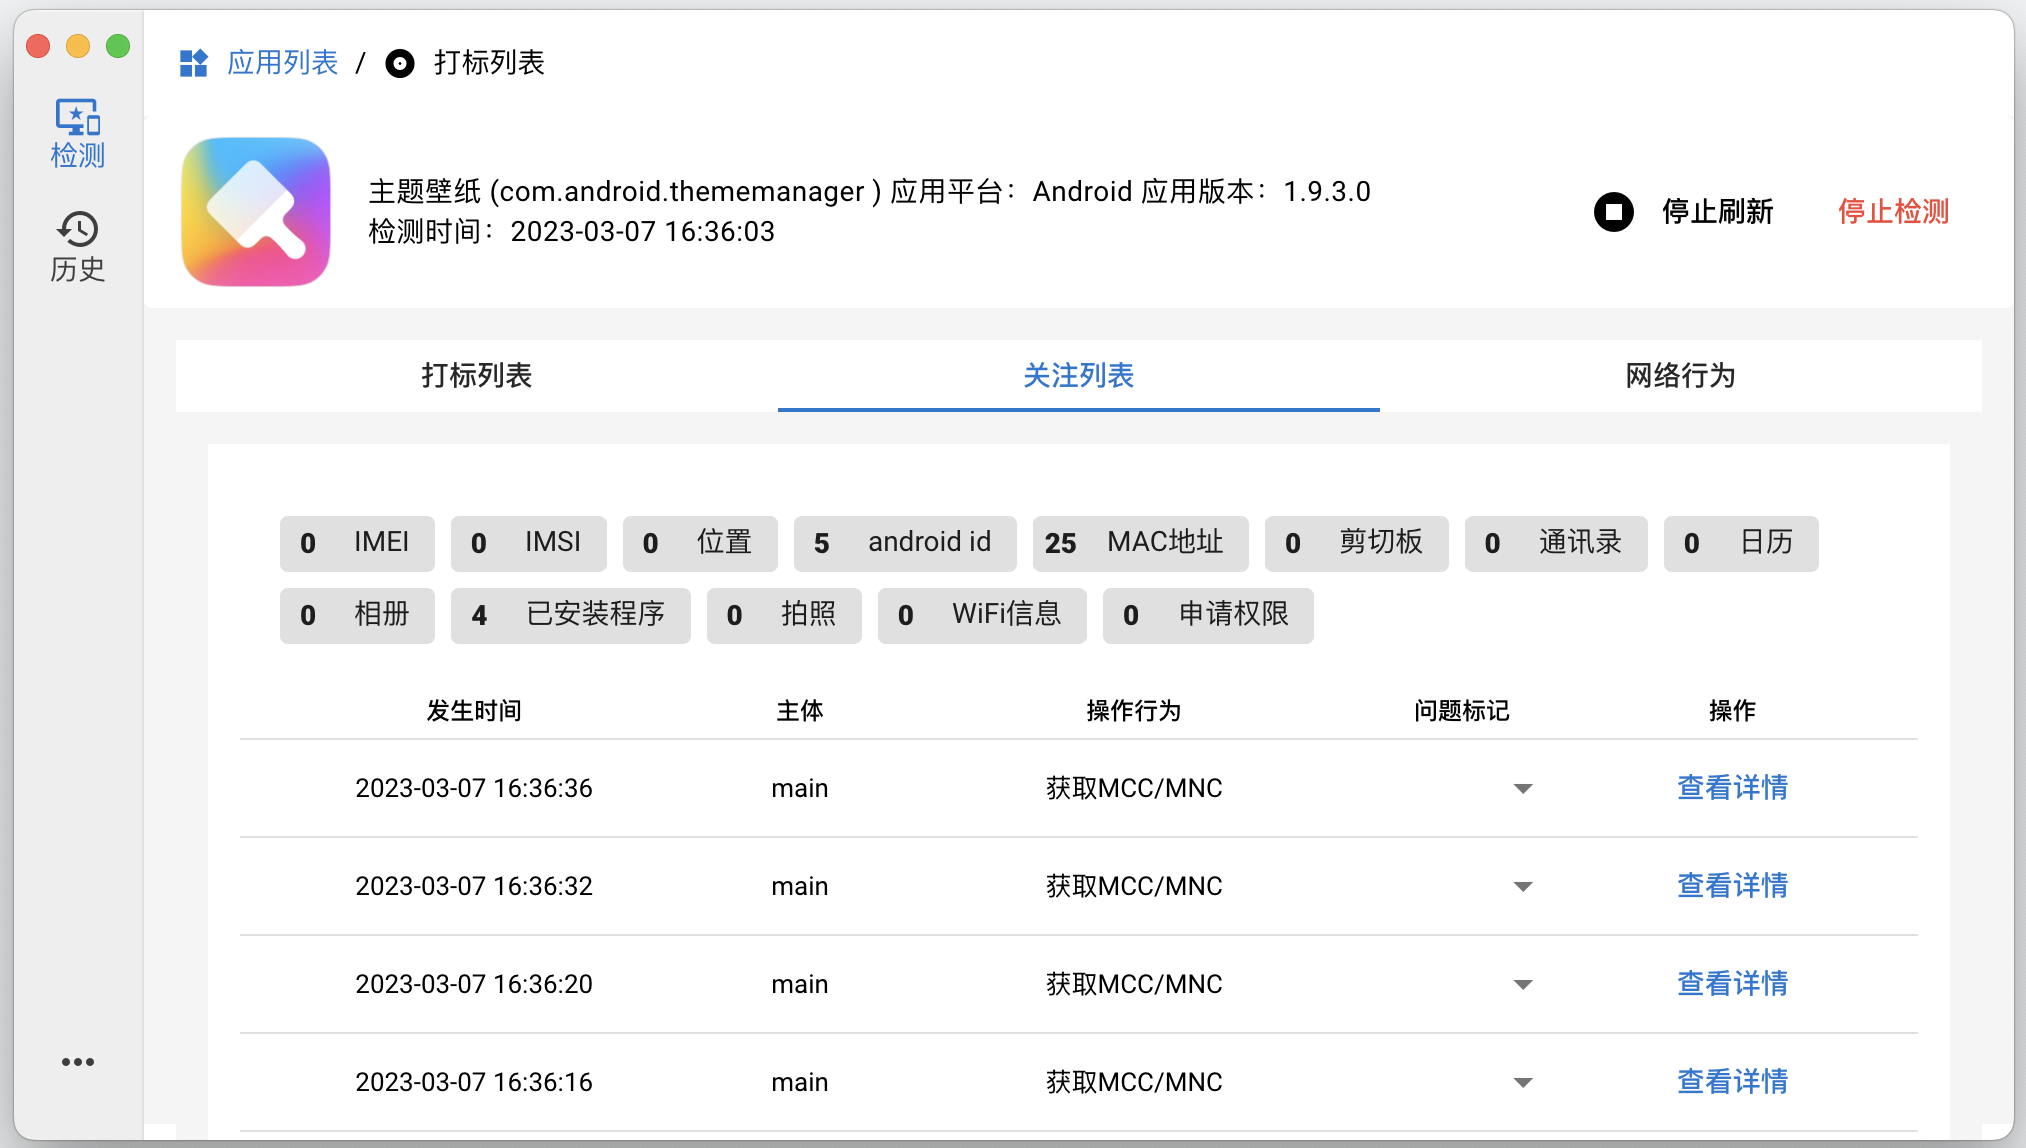 应用列表 / 打标列表
检测
历史
主题壁纸 (com.android.thememanager ) 应用平台：Android 应用版本：1.9.3.0
检测时间：2023-03-07 16:36:03
停止刷新 停止检测
打标列表 关注列表 网络行为
0 IMEI 0 IMSI 0 位置 5 android id 25 MAC地址 0 剪切板 0 通讯录 0 日历
0 相册 4 已安装程序 0 拍照 0 WiFi信息 0 申请权限
发生时间 主体 操作行为 问题标记 操作
2023-03-07 16:36:36 main 获取MCC/MNC 查看详情
2023-03-07 16:36:32 main 获取MCC/MNC 查看详情
2023-03-07 16:36:20 main 获取MCC/MNC 查看详情
2023-03-07 16:36:16 main 获取MCC/MNC 查看详情